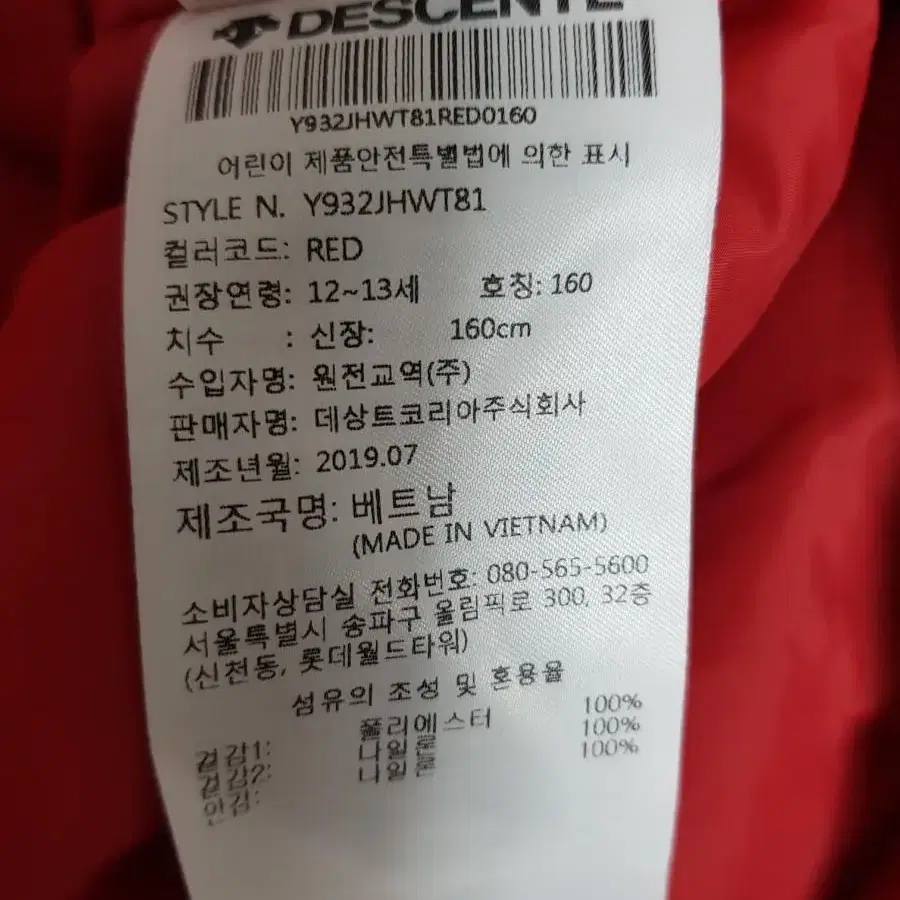 DESCENTE
Y932JHWT81RED0160
어린이 제품안전특별법에 의한 표시
STYLE N. Y932JHWT81
컬러코드: RED
권장연령: 12~13세 호칭: 160
치수 : 신장: 160cm
수입자명: 원전교역(주)
판매자명: 데상트코리아주식회사
제조년월: 2019.07
제조국명: 베트남
(MADE IN VIETNAM)
소비자상담실 전화번호: 080-565-5600
서울특별시 송파구 올림픽로 300, 32층
(신천동, 롯데월드타워)
섬유의 조성 및 혼용율
겉감1: 폴리에스터 100%
겉감2: 나일론 100%
안감: 나일론 100%